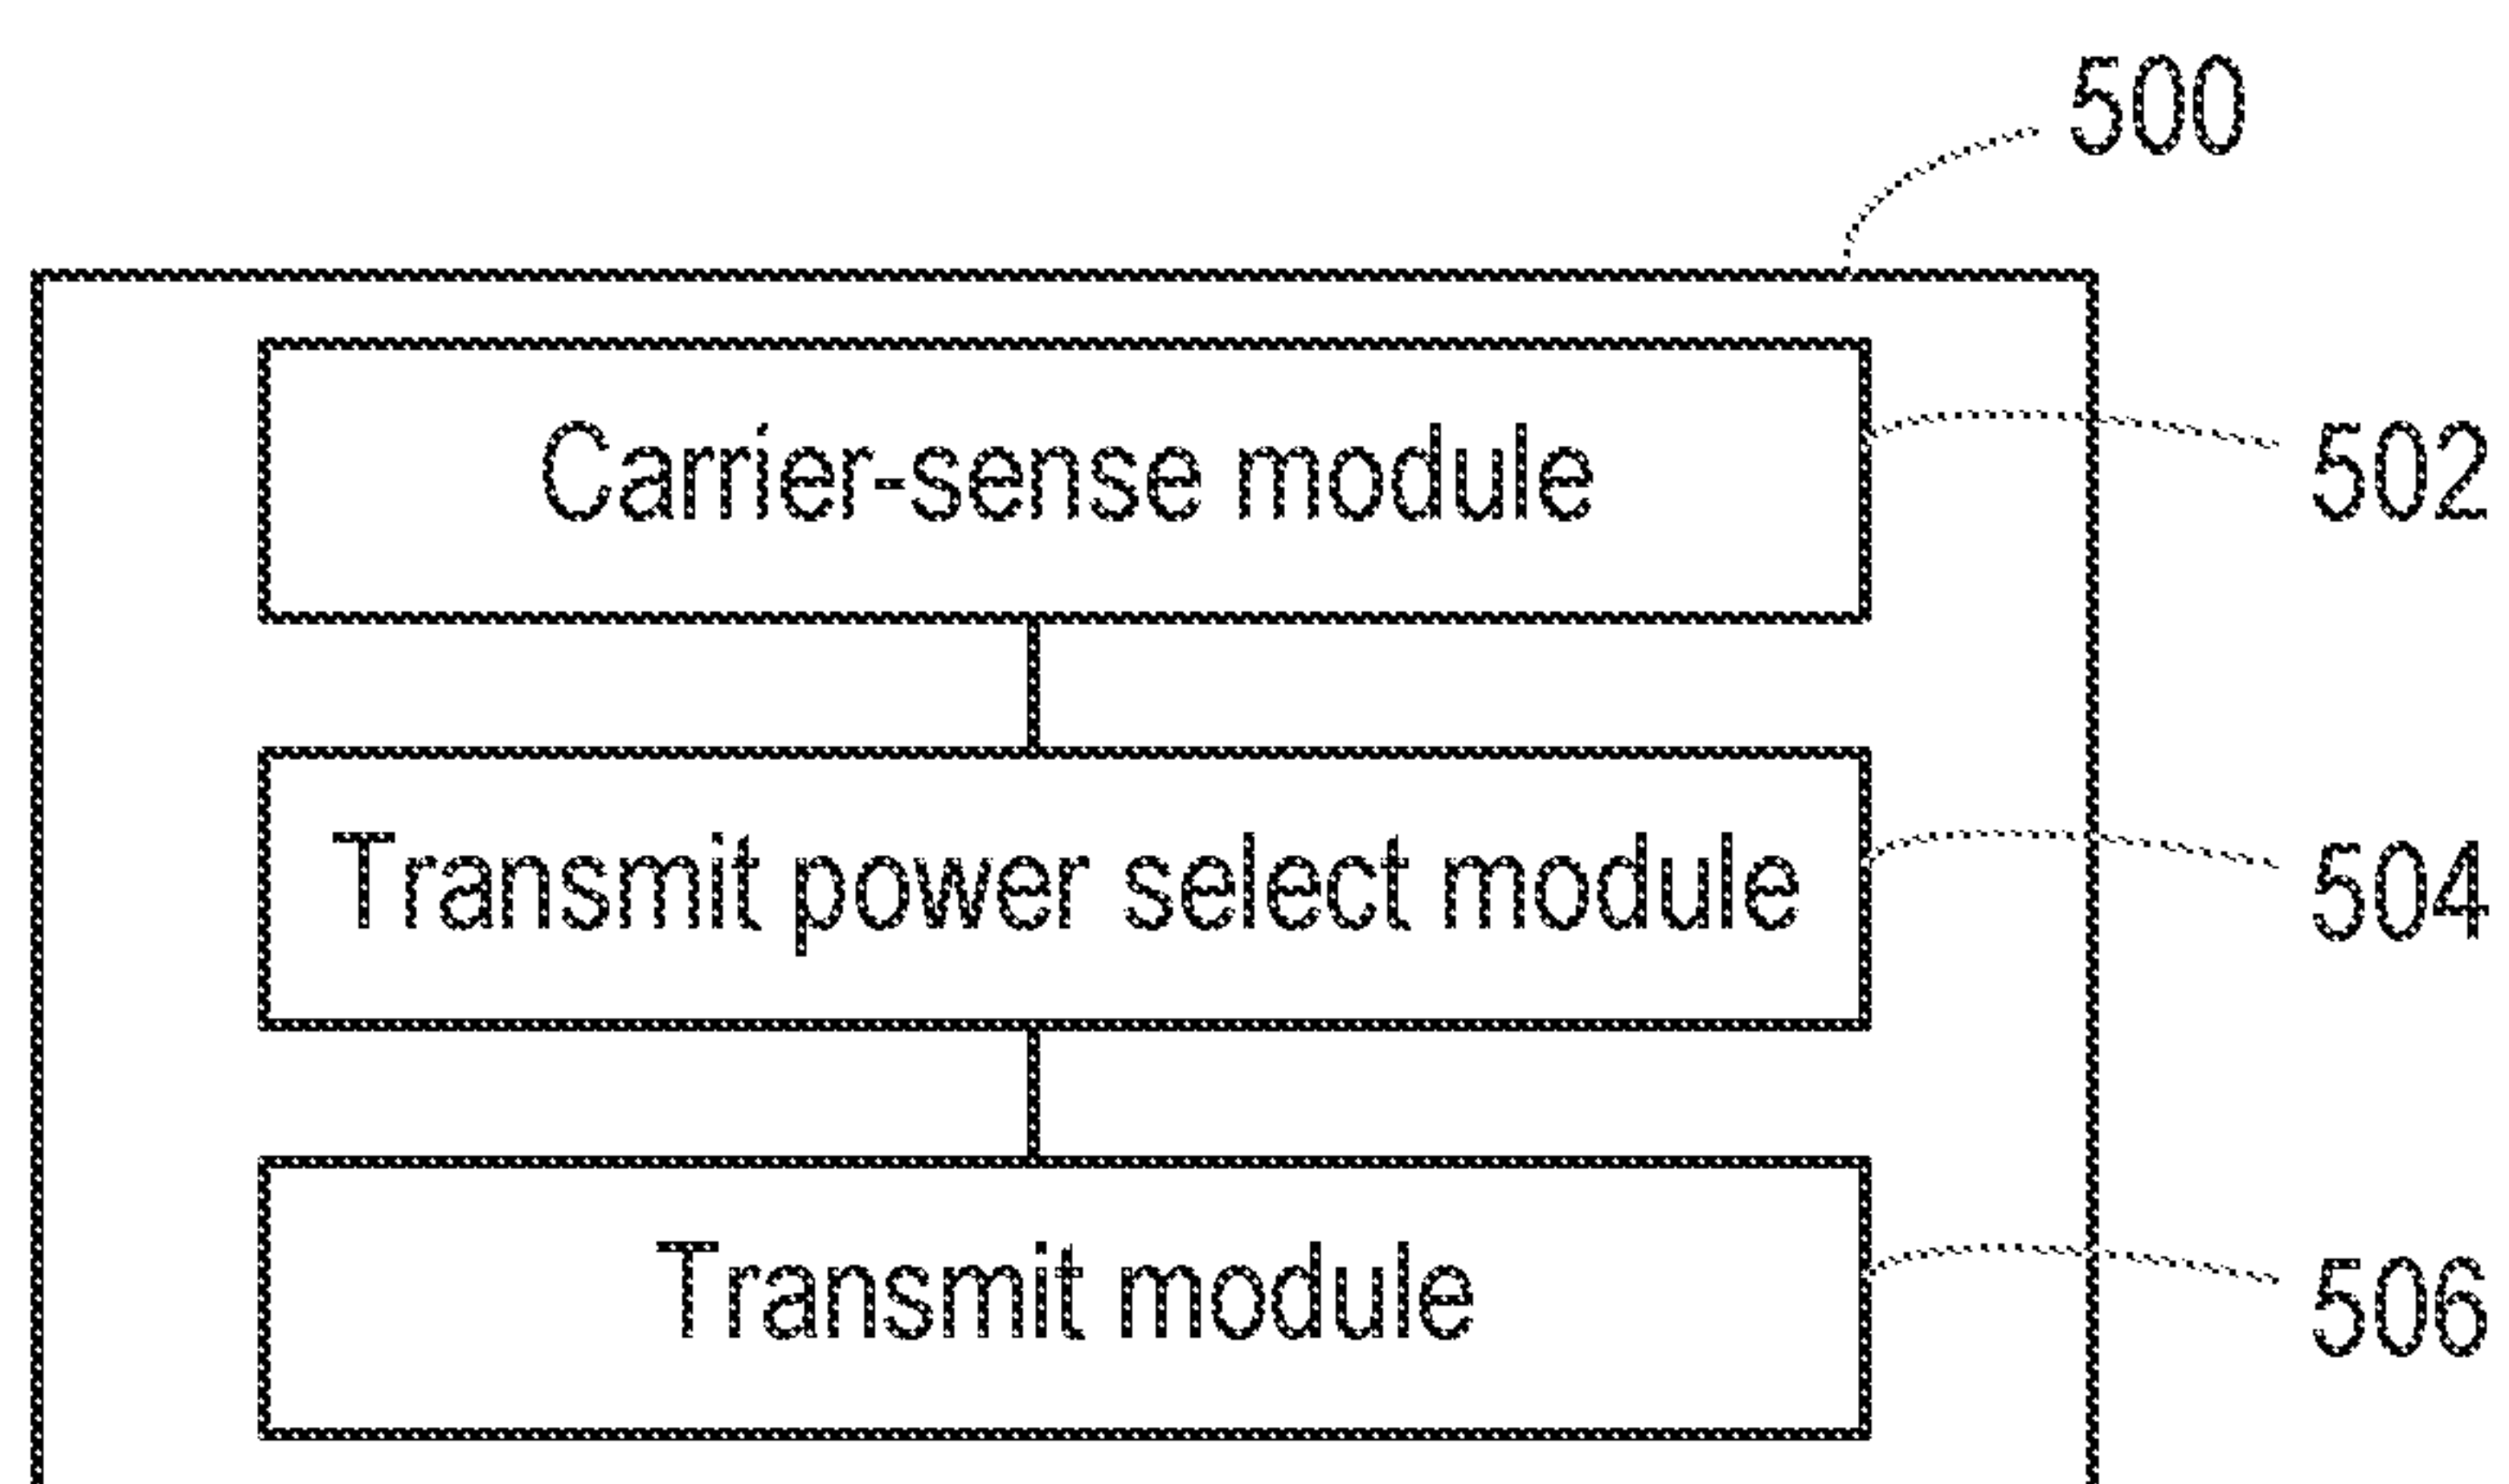 500
Carrier-sense module
502
Transmit power select module
504
Transmit module
506